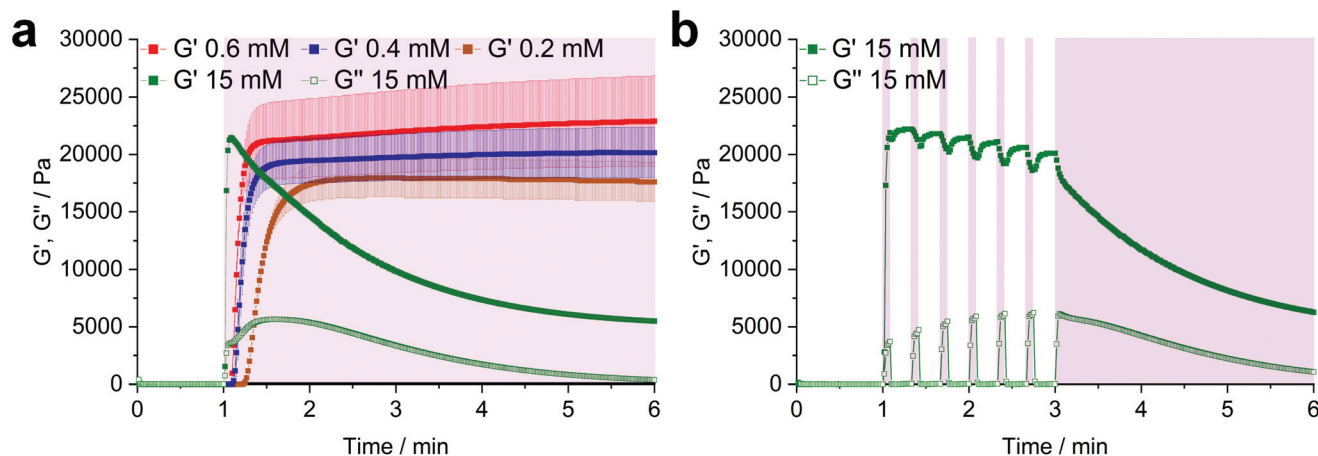 a
30000
25000
20000
15000
10000
5000
0
G', G'' / Pa
G' 0.6 mM G' 0.4 mM G' 0.2 mM
G' 15 mM G'' 15 mM
0 1 2 3 4 5 6
Time / min
b
30000
25000
20000
15000
10000
5000
0
G', G'' / Pa
G' 15 mM
G'' 15 mM
0 1 2 3 4 5 6
Time / min